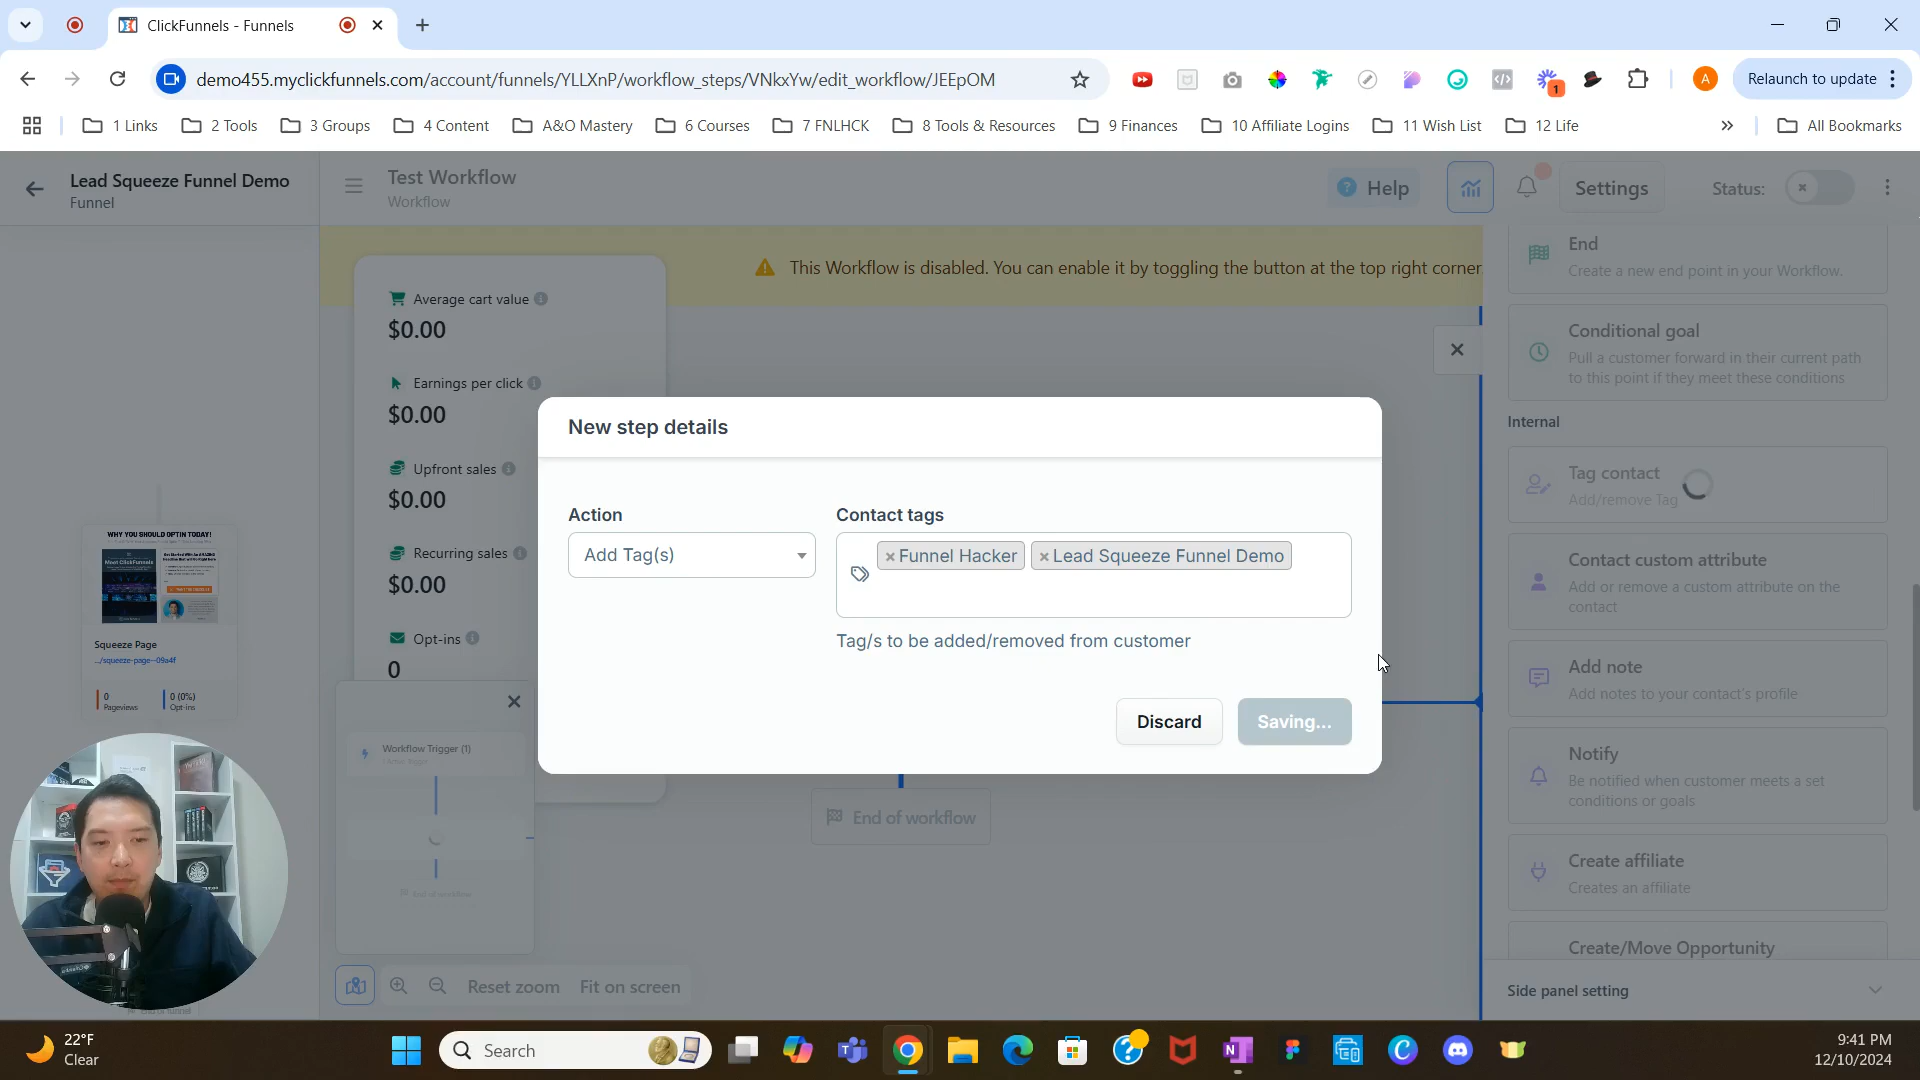 ClickFunnels - Funnels
demo455.myclickfunnels.com/account/funnels/YLLXnP/workflow_steps/VNkxYw/edit_workflow/JEEpOM
1
A
Relaunch to update
1 Links
2 Tools
3 Groups
4 Content
A&O Mastery
6 Courses
7 FNLHCK
8 Tools & Resources
9 Finances
10 Affiliate Logins
11 Wish List
12 Life
All Bookmarks
Lead Squeeze Funnel Demo
Funnel
Test Workflow
Workflow
Help
Settings
Status:
This Workflow is disabled. You can enable it by toggling the button at the top right corner
Average cart value
$0.00
Earnings per click
$0.00
Upfront sales
$0.00
Recurring sales
$0.00
Opt-ins
0
WHY YOU SHOULD OPTIN TODAY!
Meet ClickFunnels
Squeeze Page
.../squeeze-page--09a4f
0
Pageviews
0 (0%)
Opt-ins
Workflow Trigger (1)
End of workflow
Reset zoom
Fit on screen
New step details
Action
Add Tag(s)
Contact tags
Funnel Hacker
Lead Squeeze Funnel Demo
Tag/s to be added/removed from customer
Discard
Saving...
End of workflow
End
Create a new end point in your Workflow.
Conditional goal
Pull a customer forward in their current path
to this point if they meet these conditions
Internal
Tag contact
Add/remove Tag
Contact custom attribute
Add or remove a custom attribute on the
contact
Add note
Add notes to your contact's profile
Notify
Be notified when customer meets a set
conditions or goals
Create affiliate
Creates an affiliate
Create/Move Opportunity
Side panel setting
22°F
Clear
Search
9:41 PM
12/10/2024